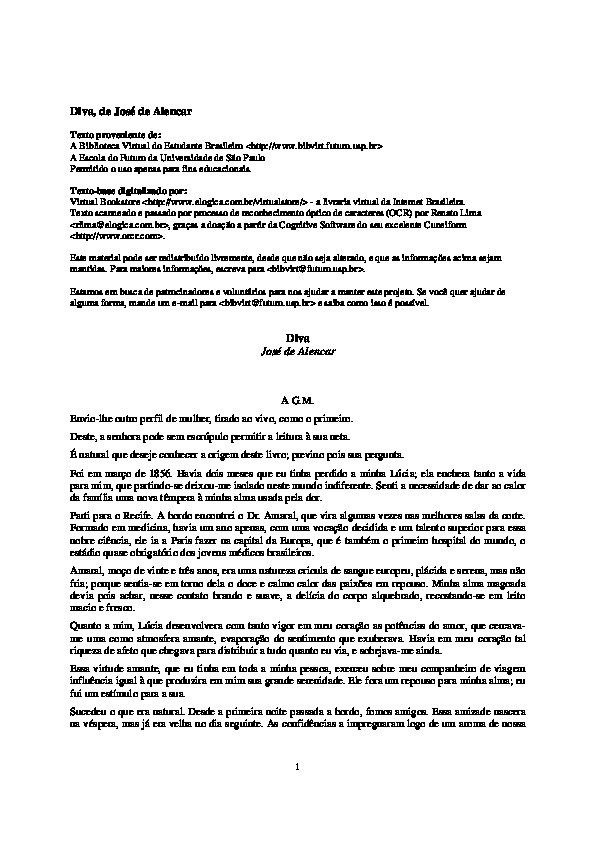 Diva, de José de Alencar
Texto proveniente de:
A Biblioteca Virtual do Estudante Brasileiro <http://www.bibvirt.futuro.usp.br>
A Escola do Futuro da Universidade de São Paulo
Permitido o uso apenas para fins educacionais.
Texto-base digitalizado por:
Virtual Bookstore <http://www.elogica.com.br/virtualstore/> - a livraria virtual da Internet Brasileira.
Texto scanneado e passado por processo de reconhecimento óptico de caracteres (OCR) por Renato Lima
<rlima@elogica.com.br>, graças a doação a partir da Cognitive Software do seu excelente Cuneiform
<http://www.orcr.com>.
Este material pode ser redistribuído livremente, desde que não seja alterado, e que as informações acima sejam
mantidas. Para maiores informações, escreva para <bibvirt@futuro.usp.br>.
Estamos em busca de patrocinadores e voluntários para nos ajudar a manter este projeto. Se você quer ajudar de
alguma forma, mande um e-mail para <bibvirt@futuro.usp.br> e saiba como isso é possível.
Diva
José de Alencar
A G.M.
Envio-lhe outro perfil de mulher, tirado ao vivo, como o primeiro.
Deste, a senhora pode sem escrúpulo permitir a leitura à sua neta.
É natural que deseje conhecer a origem deste livro; previno pois sua pergunta.
Foi em março de 1856. Havia dois meses que eu tinha perdido a minha Lúcia; ela enchera tanto a vida
para mim, que partindo-se deixou-me isolado neste mundo indiferente. Senti a necessidade de dar ao calor
da família uma nova têmpera à minha alma usada pela dor.
Parti para o Recife. A bordo encontrei o Dr. Amaral, que vira algumas vezes nas melhores salas da corte.
Formado em medicina, havia um ano apenas, com uma vocação decidida e um talento superior para essa
nobre ciência, ele ia a Paris fazer na capital da Europa, que é também o primeiro hospital do mundo, o
estádio quase obrigatório dos jovens médicos brasileiros.
Amaral, moço de vinte e três anos, era uma natureza crioula de sangue europeu, plácida e serena, mas não
fria; porque sentia-se em torno dela o doce e calmo calor das paixões em repouso. Minha alma magoada
devia pois achar, nesse contato brando e suave, a delícia do corpo alquebrado, recostando-se em leito
macio e fresco.
Quanto a mim, Lúcia desenvolvera com tanto vigor em meu coração as potências do amor, que cercava-
me uma como atmosfera amante, evaporação do sentimento que exuberava. Havia em meu coração tal
riqueza de afeto que chegava para distribuir a tudo quanto eu via, e sobejava-me ainda.
Essa virtude amante, que eu tinha em toda a minha pessoa, exerceu sobre meu companheiro de viagem
influência igual à que produzira em mim sua grande serenidade. Ele fora um repouso para minha alma; eu
fui um estímulo para a sua.
Sucedeu o que era natural. Desde a primeira noite passada a bordo, fomos amigos. Essa amizade nascera
na véspera, mas já era velha no dia seguinte. As confidências a impregnaram logo de um aroma de nossa
1